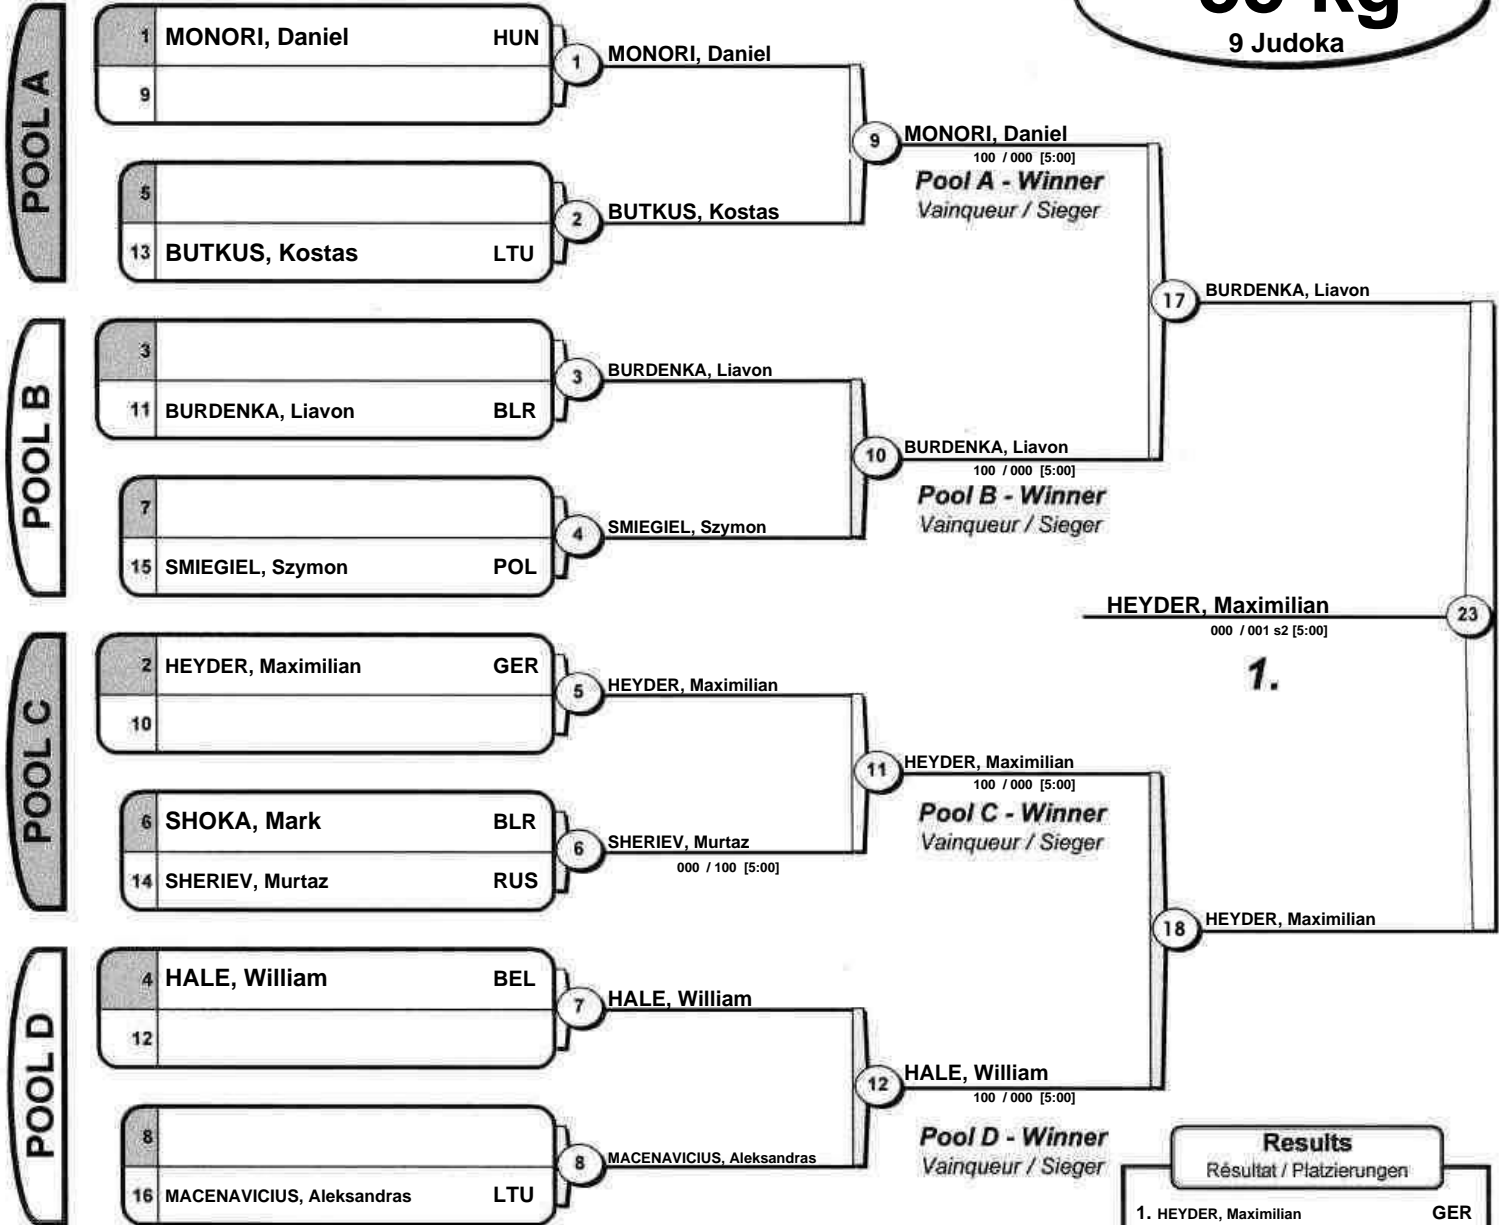 kg
9 Judoka
POOL A
1 MONORI, Daniel HUN
9
1 MONORI, Daniel
5
13 BUTKUS, Kostas LTU
2 BUTKUS, Kostas
9 MONORI, Daniel
100 / 000 [5:00]
Pool A - Winner
Vainqueur / Sieger
POOL B
3
11 BURDENKA, Liavon BLR
3 BURDENKA, Liavon
7
15 SMIEGIEL, Szymon POL
4 SMIEGIEL, Szymon
10 BURDENKA, Liavon
100 / 000 [5:00]
Pool B - Winner
Vainqueur / Sieger
17 BURDENKA, Liavon
HEYDER, Maximilian 23
000 / 001 s2 [5:00]
1.
POOL C
2 HEYDER, Maximilian GER
10
5 HEYDER, Maximilian
6 SHOKA, Mark BLR
14 SHERIEV, Murtaz RUS
6 SHERIEV, Murtaz
000 / 100 [5:00]
11 HEYDER, Maximilian
100 / 000 [5:00]
Pool C - Winner
Vainqueur / Sieger
18 HEYDER, Maximilian
POOL D
4 HALE, William BEL
12
7 HALE, William
8
16 MACENAVICIUS, Aleksandras LTU
8 MACENAVICIUS, Aleksandras
12 HALE, William
100 / 000 [5:00]
Pool D - Winner
Vainqueur / Sieger
Results
Résultat / Platzierungen
1. HEYDER, Maximilian GER